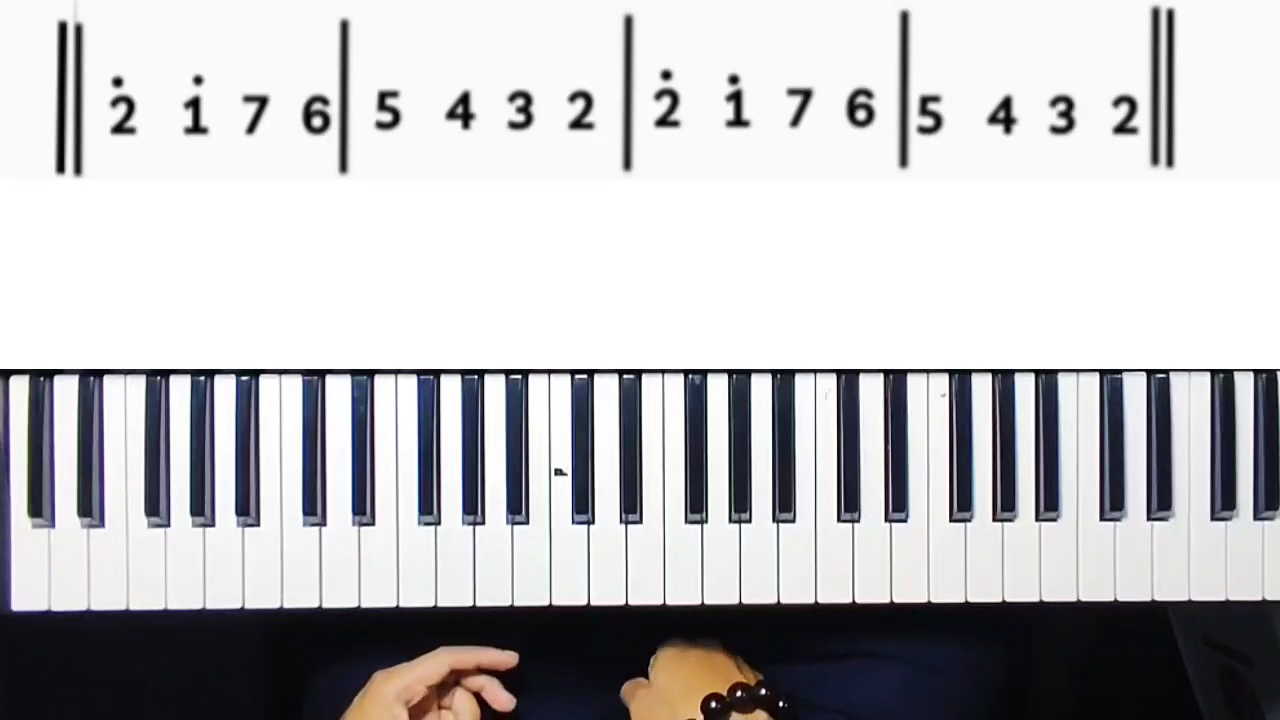 ‖ 2̇ 1̇ 7 6 | 5 4 3 2 | 2̇ 1̇ 7 6 | 5 4 3 2 ‖